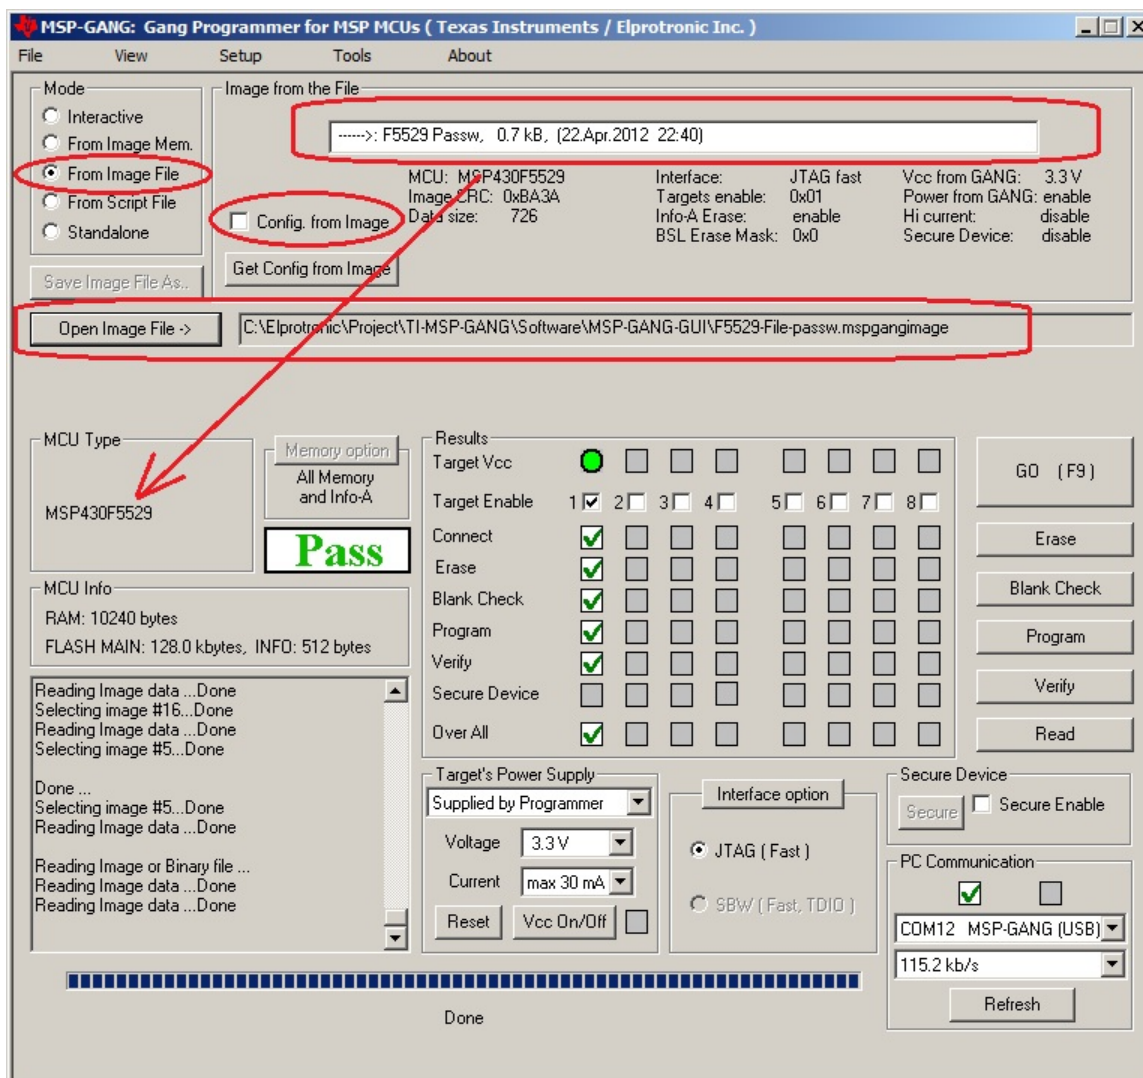 MSP-GANG: Gang Programmer for MSP MCUs ( Texas Instruments / Elprotronic Inc. )
File View Setup Tools About
Mode
Interactive
From Image Mem.
From Image File
From Script File
Standalone
Save Image File As..
Image from the File
------>: F5529 Passw, 0.7 kB, (22.Apr.2012 22:40)
MCU: MSP430F5529
Image CRC: 0xBA3A
Data size: 726
Interface: JTAG fast
Targets enable: 0x01
Info-A Erase: enable
BSL Erase Mask: 0x0
Vcc from GANG: 3.3 V
Power from GANG: enable
Hi current: disable
Secure Device: disable
Config. from Image
Get Config from Image
Open Image File -> C:\Elprotronic\Project\TI-MSP-GANG\Software\MSP-GANG-GUI\F5529-File-passw.mspgangimage
MCU Type
MSP430F5529
Memory option
All Memory
and Info-A
Pass
MCU Info
RAM: 10240 bytes
FLASH MAIN: 128.0 kbytes, INFO: 512 bytes
Reading Image data ...Done
Selecting image #16...Done
Reading Image data ...Done
Selecting image #5...Done
Done ...
Selecting image #5...Done
Reading Image data ...Done
Reading Image or Binary file ...
Reading Image data ...Done
Reading Image data ...Done
Results
Target Vcc
Target Enable 1 2 3 4 5 6 7 8
Connect
Erase
Blank Check
Program
Verify
Secure Device
Over All
GO (F9)
Erase
Blank Check
Program
Verify
Read
Target's Power Supply
Supplied by Programmer
Voltage 3.3 V
Current max 30 mA
Reset Vcc On/Off
Interface option
JTAG ( Fast )
SBW ( Fast, TDIO )
Secure Device
Secure Secure Enable
PC Communication
COM12 MSP-GANG (USB)
115.2 kb/s
Refresh
Done